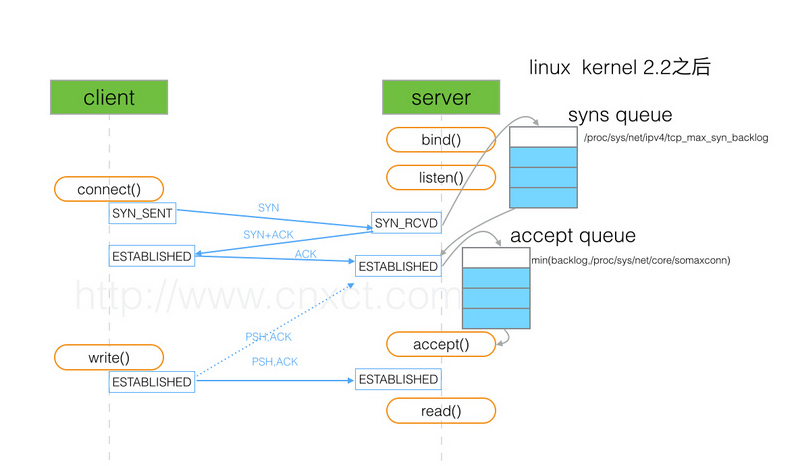 linux kernel 2.2之后
client
server
syns queue
/proc/sys/net/ipv4/tcp_max_syn_backlog
bind()
listen()
connect()
SYN_SENT
SYN
SYN_RCVD
SYN+ACK
accept queue
ESTABLISHED
ACK
ESTABLISHED
min(backlog,/proc/sys/net/core/somaxconn)
http://www.cnxct.com
PSH,ACK
accept()
write()
PSH,ACK
ESTABLISHED
ESTABLISHED
read()